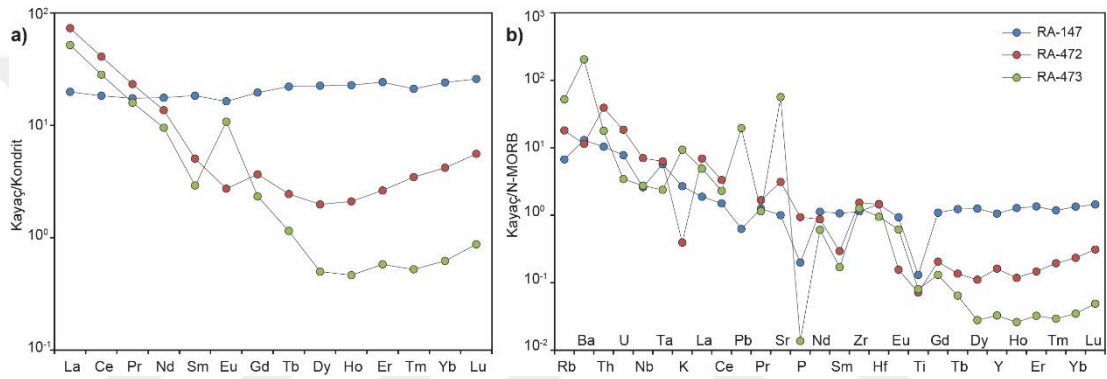 a)
Kayaç/Kondrit
10²
10¹
10⁰
10⁻¹
La Ce Pr Nd Sm Eu Gd Tb Dy Ho Er Tm Yb Lu
b)
Kayaç/N-MORB
10³
10²
10¹
10⁰
10⁻¹
10⁻²
RA-147
RA-472
RA-473
Ba U Ta La Pb Sr Nd Zr Eu Gd Dy Ho Tm Lu
Rb Th Nb K Ce Pr P Sm Hf Ti Tb Y Er Yb